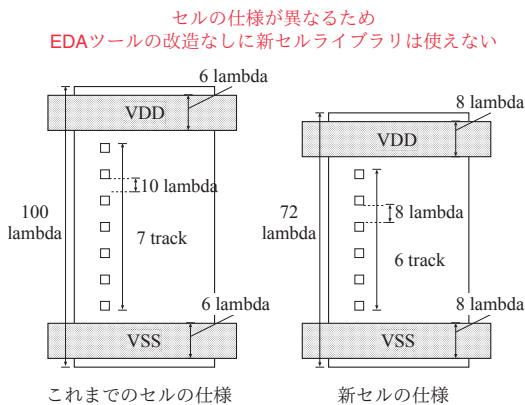 セルの仕様が異なるため
EDAツールの改造なしに新セルライブラリは使えない
6 lambda
VDD
10 lambda
100
lambda
7 track
6 lambda
VSS
これまでのセルの仕様
8 lambda
VDD
8 lambda
72
lambda
6 track
8 lambda
VSS
新セルの仕様